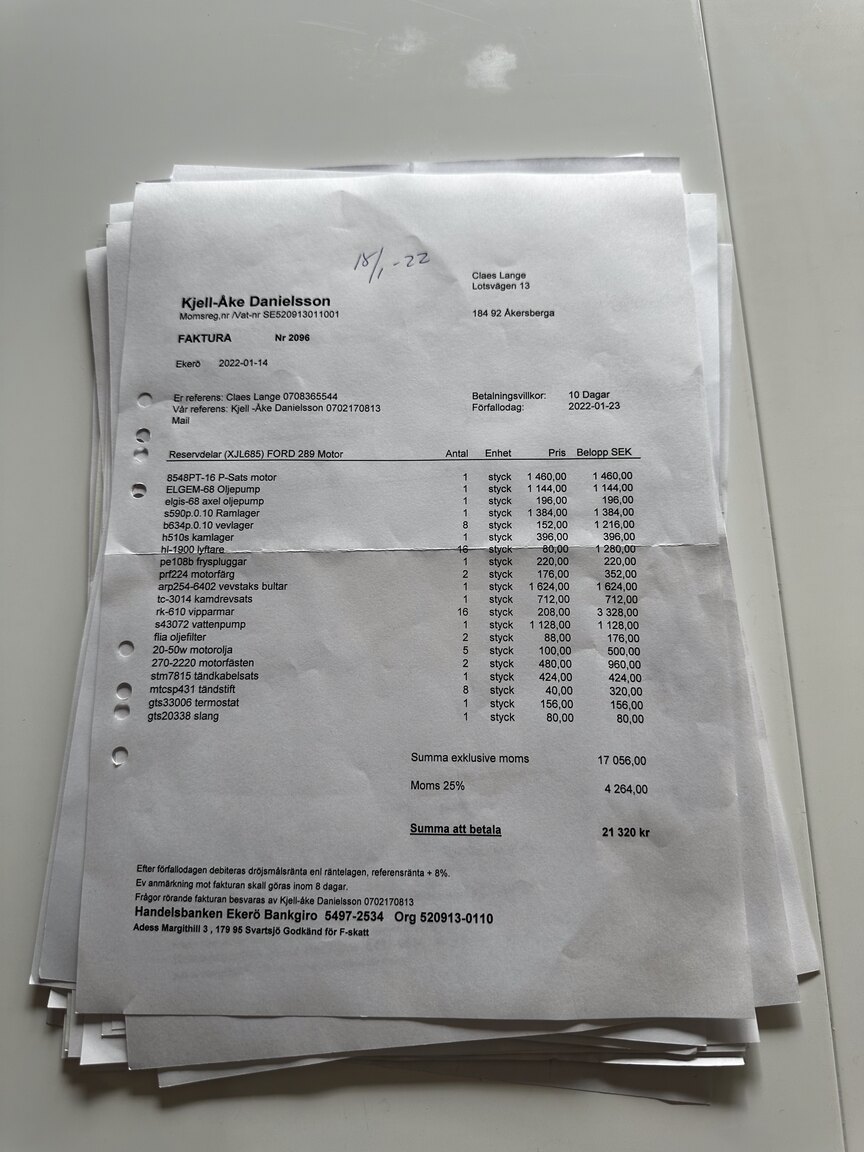 18/1 -22
Claes Lange
Lotsvägen 13
184 92 Åkersberga
Kjell-Åke Danielsson
Momsreg,nr /Vat-nr SE520913011001
FAKTURA Nr 2096
Ekerö 2022-01-14
Er referens: Claes Lange 0708365544
Vår referens: Kjell -Åke Danielsson 0702170813
Mail
Betalningsvillkor: 10 Dagar
Förfallodag: 2022-01-23
Reservdelar (XJL685) FORD 289 Motor Antal Enhet Pris Belopp SEK
8548PT-16 P-Sats motor 1 styck 1 460,00 1 460,00
ELGEM-68 Oljepump 1 styck 1 144,00 1 144,00
elgis-68 axel oljepump 1 styck 196,00 196,00
s590p.0.10 Ramlager 1 styck 1 384,00 1 384,00
b634p.0.10 vevlager 8 styck 152,00 1 216,00
h510s kamlager 1 styck 396,00 396,00
hl-1900 lyftare 16 styck 80,00 1 280,00
pe108b fryspluggar 1 styck 220,00 220,00
prf224 motorfärg 2 styck 176,00 352,00
arp254-6402 vevstaks bultar 1 styck 1 624,00 1 624,00
tc-3014 kamdrevsats 1 styck 712,00 712,00
rk-610 vipparmar 16 styck 208,00 3 328,00
s43072 vattenpump 1 styck 1 128,00 1 128,00
flia oljefilter 2 styck 88,00 176,00
20-50w motorolja 5 styck 100,00 500,00
270-2220 motorfästen 2 styck 480,00 960,00
stm7815 tändkabelsats 1 styck 424,00 424,00
mtcsp431 tändstift 8 styck 40,00 320,00
gts33006 termostat 1 styck 156,00 156,00
gts20338 slang 1 styck 80,00 80,00
Summa exklusive moms 17 056,00
Moms 25% 4 264,00
Summa att betala 21 320 kr
Efter förfallodagen debiteras dröjsmålsränta enl räntelagen, referensränta + 8%.
Ev anmärkning mot fakturan skall göras inom 8 dagar.
Frågor rörande fakturan besvaras av Kjell-åke Danielsson 0702170813
Handelsbanken Ekerö Bankgiro 5497-2534 Org 520913-0110
Adess Margithill 3 , 179 95 Svartsjö Godkänd för F-skatt